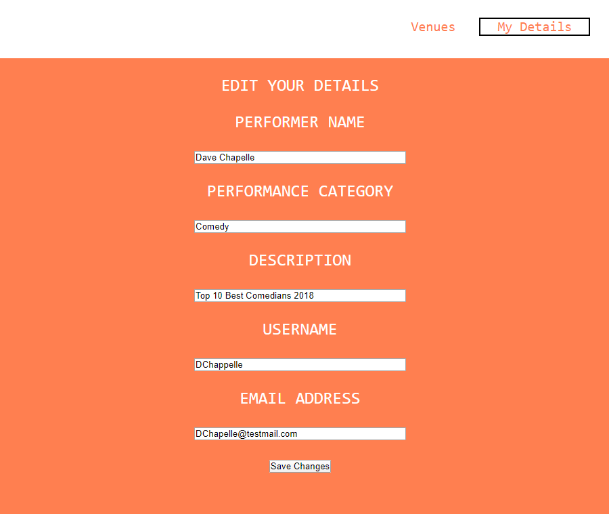 Venues My Details
EDIT YOUR DETAILS
PERFORMER NAME
Dave Chapelle
PERFORMANCE CATEGORY
Comedy
DESCRIPTION
Top 10 Best Comedians 2018
USERNAME
DChappelle
EMAIL ADDRESS
DChapelle@testmail.com
Save Changes